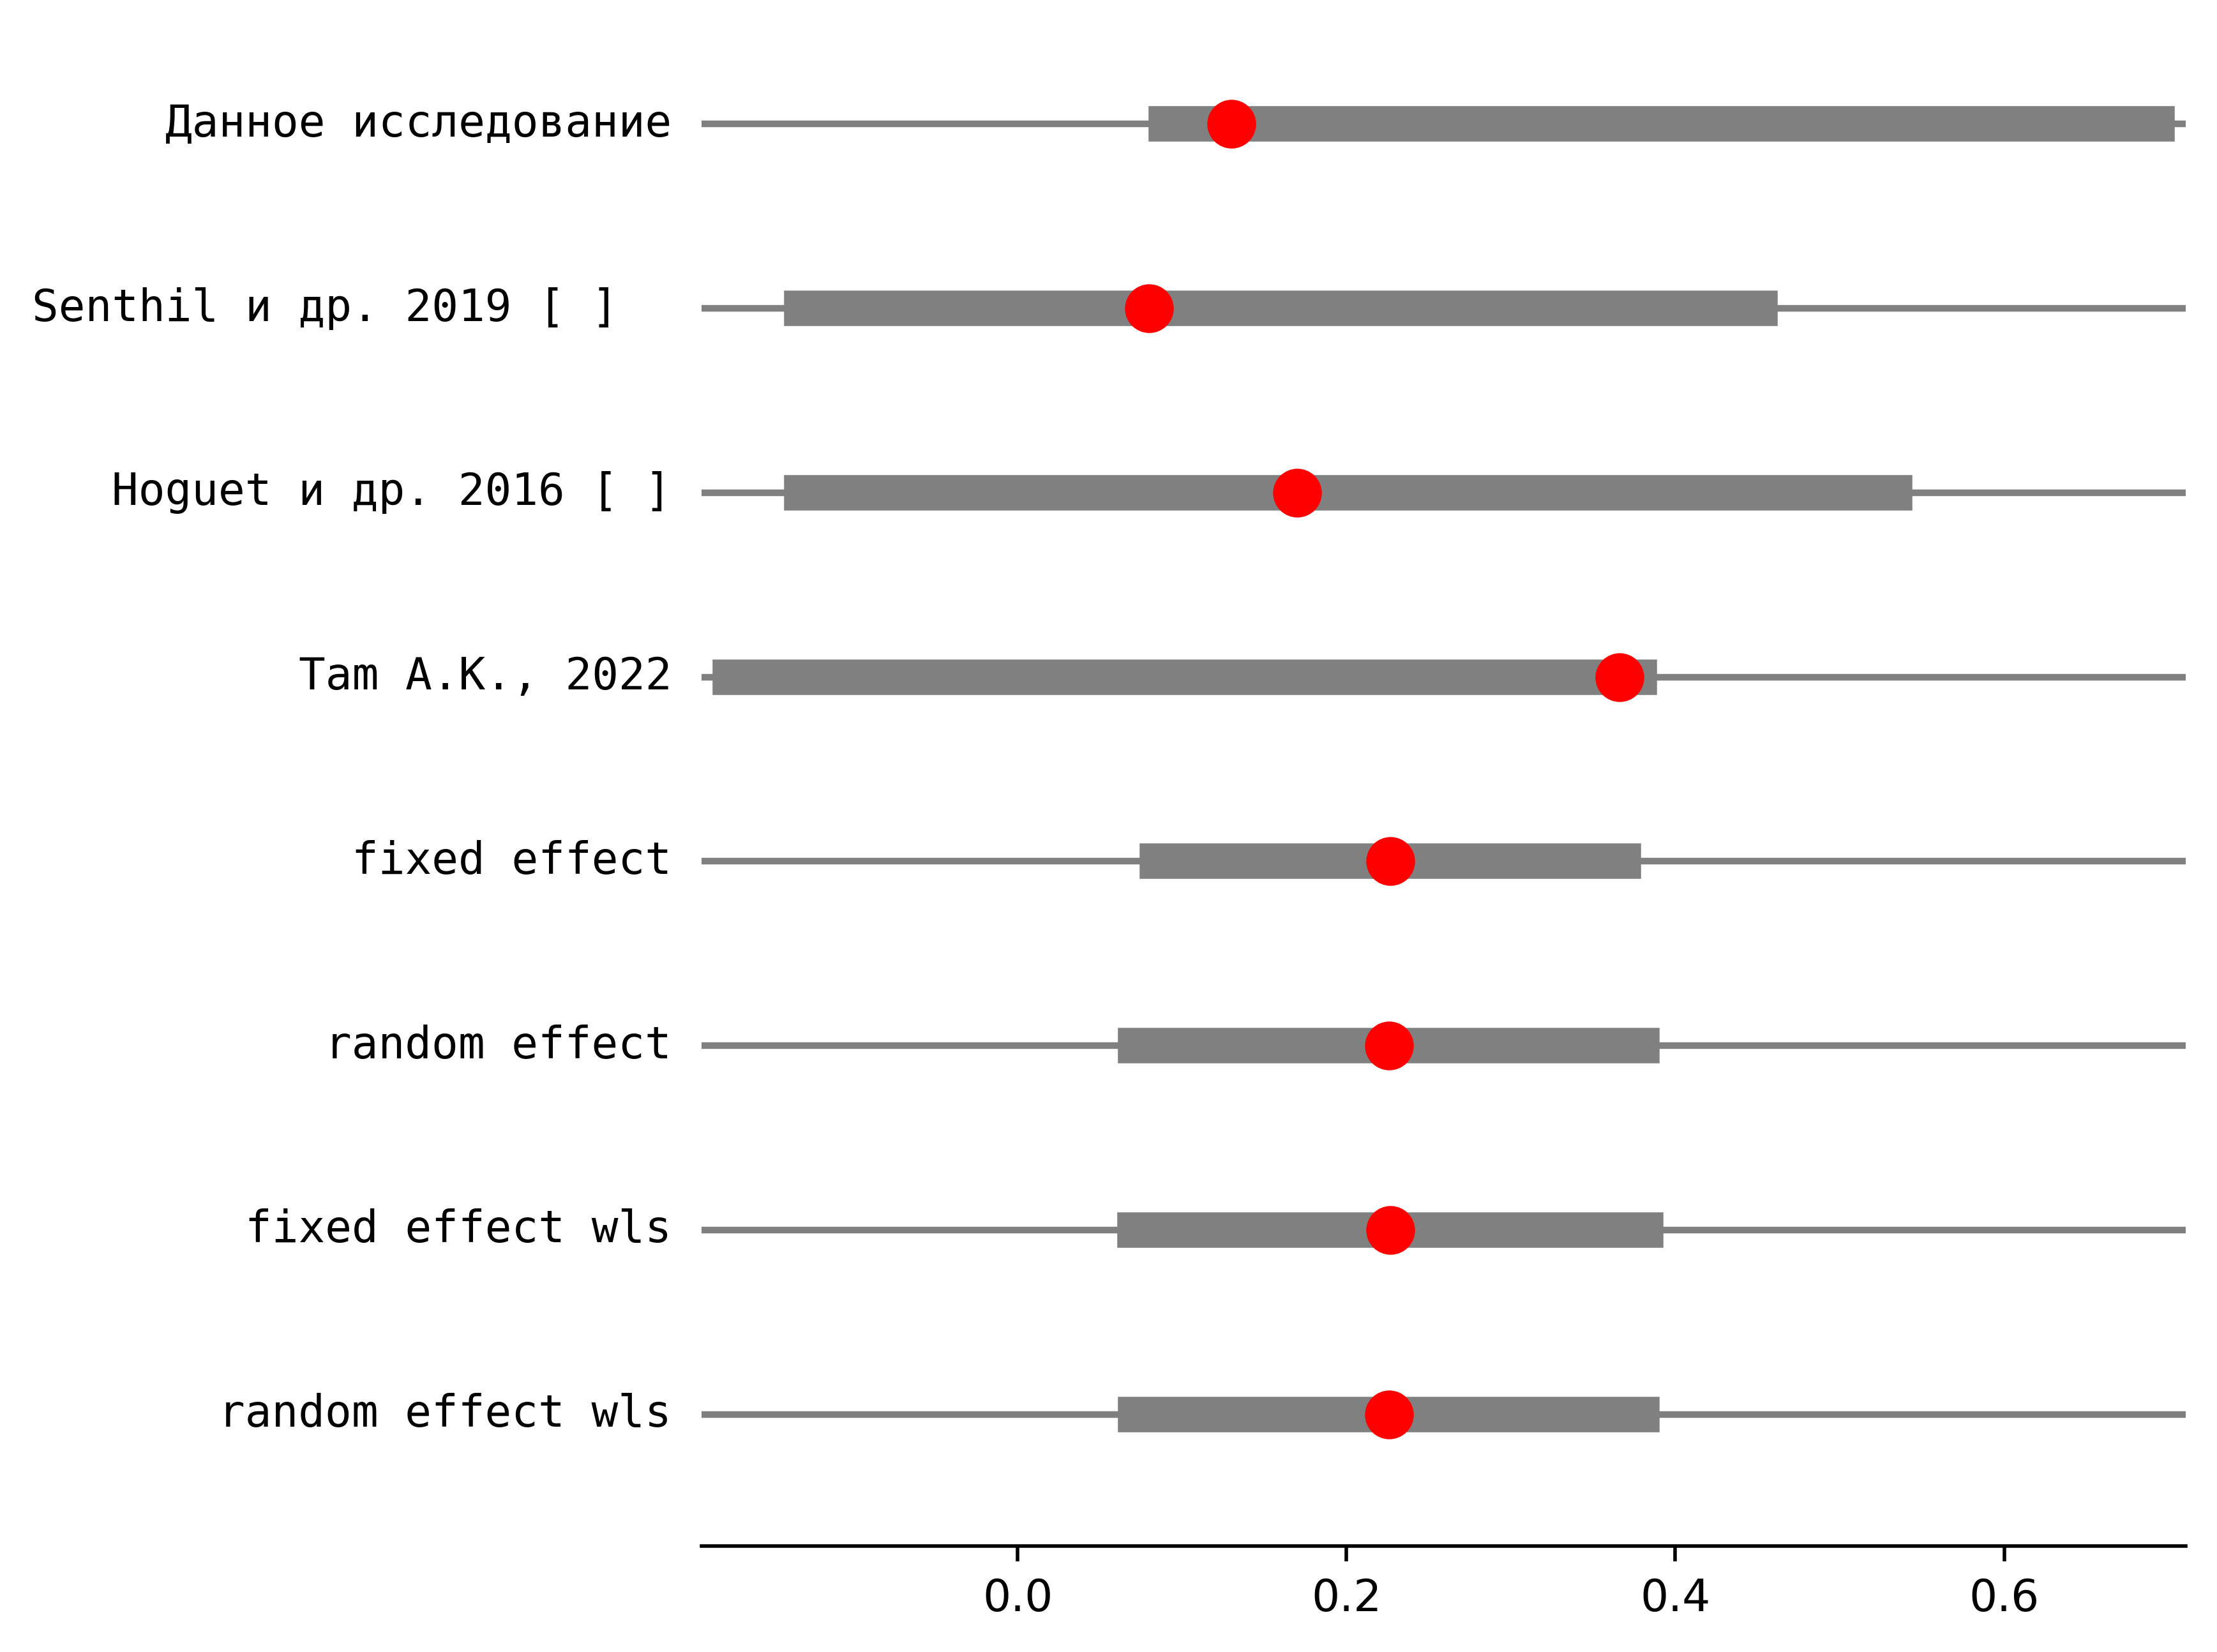 Данное исследование
Senthil и др. 2019 [ ]
Hoguet и др. 2016 [ ]
Tam A.K., 2022
fixed effect
random effect
fixed effect wls
random effect wls
0.0 0.2 0.4 0.6